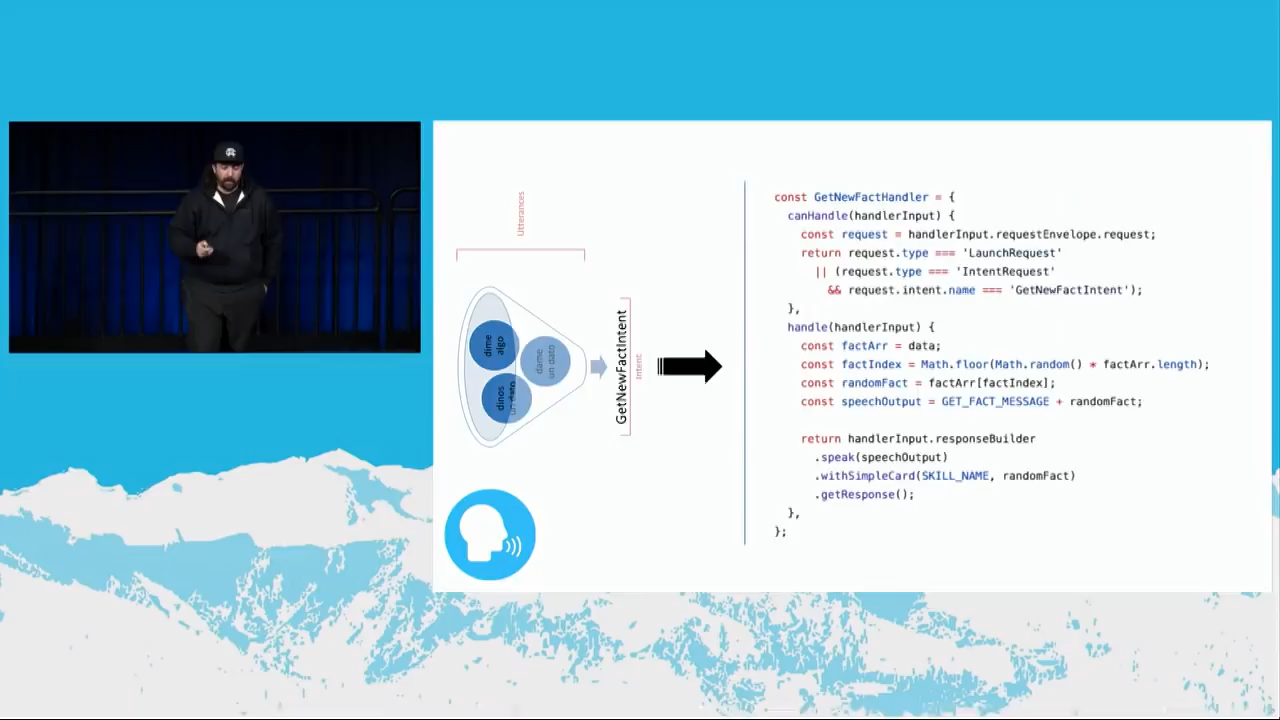 Utterances
dime
algo
dame
un dato
dinos
un dato
GetNewFactIntent
Intent
const GetNewFactHandler = {
canHandle(handlerInput) {
const request = handlerInput.requestEnvelope.request;
return request.type === 'LaunchRequest'
|| (request.type === 'IntentRequest'
&& request.intent.name === 'GetNewFactIntent');
},
handle(handlerInput) {
const factArr = data;
const factIndex = Math.floor(Math.random() * factArr.length);
const randomFact = factArr[factIndex];
const speechOutput = GET_FACT_MESSAGE + randomFact;
return handlerInput.responseBuilder
.speak(speechOutput)
.withSimpleCard(SKILL_NAME, randomFact)
.getResponse();
},
};